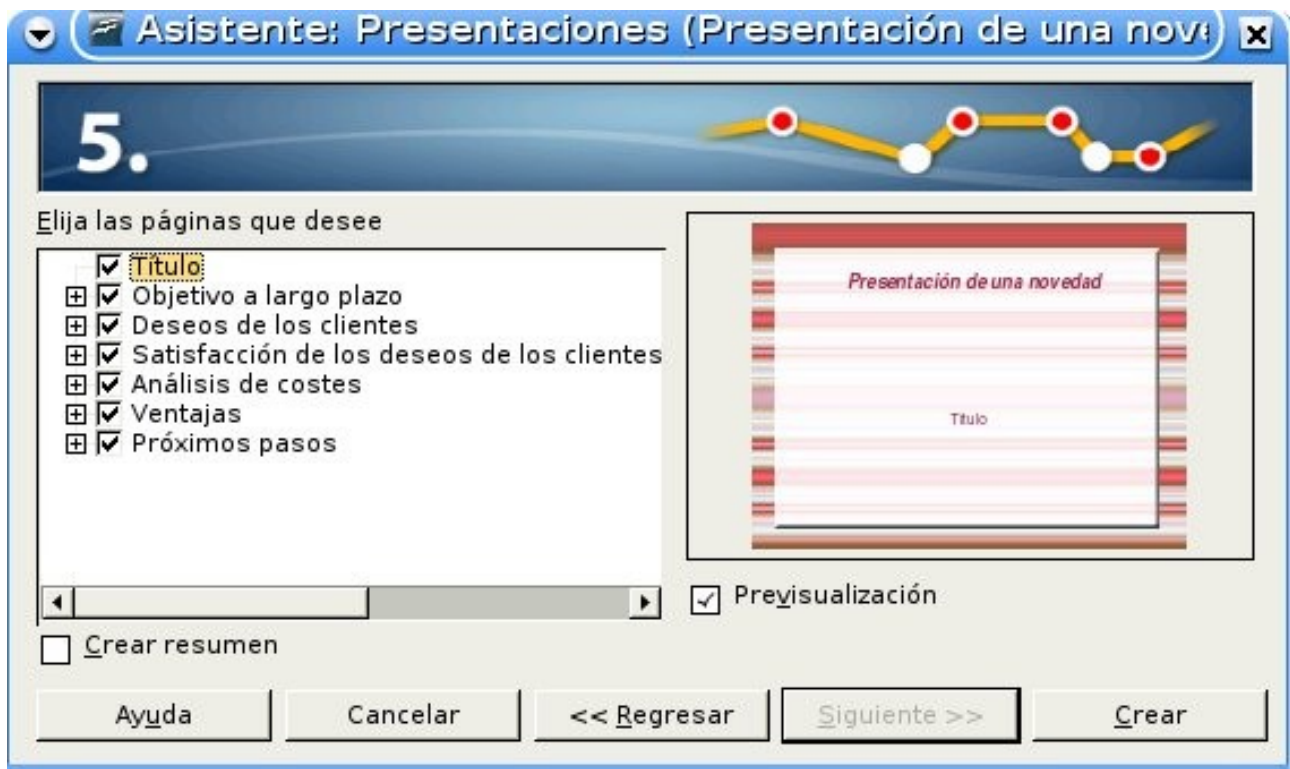 Asistente: Presentaciones (Presentación de una nove
5.
Elija las páginas que desee
Título
Objetivo a largo plazo
Deseos de los clientes
Satisfacción de los deseos de los clientes
Análisis de costes
Ventajas
Próximos pasos
Presentación de una novedad
Título
Previsualización
Crear resumen
Ayuda
Cancelar
<< Regresar
Siguiente >>
Crear